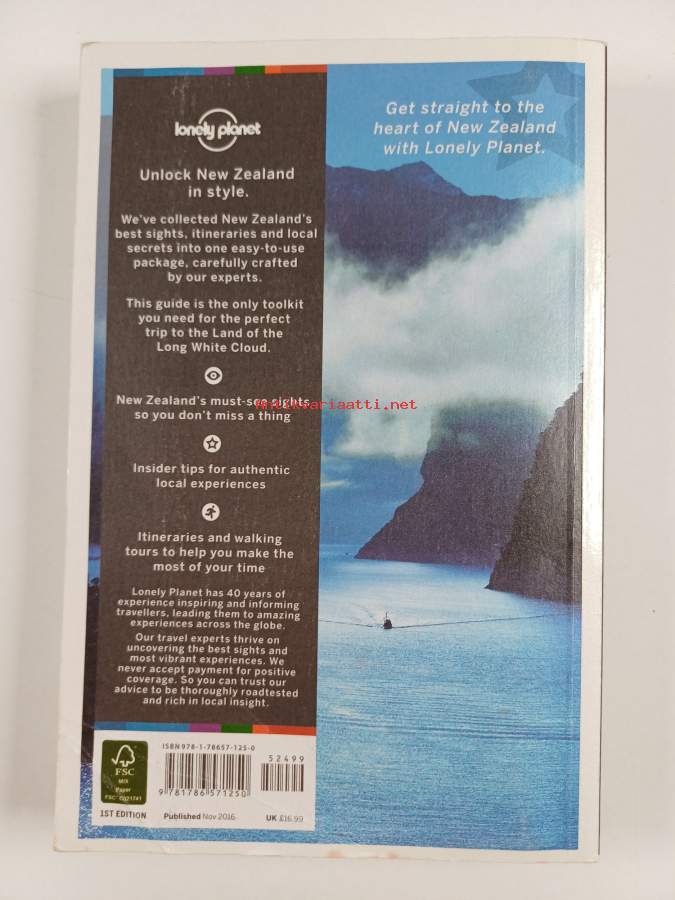 lonely planet
Unlock New Zealand
in style.
We've collected New Zealand's
best sights, itineraries and local
secrets into one easy-to-use
package, carefully crafted
by our experts.
This guide is the only toolkit
you need for the perfect
trip to the Land of the
Long White Cloud.
New Zealand's must-see sights
so you don't miss a thing
Insider tips for authentic
local experiences
Itineraries and walking
tours to help you make the
most of your time
Lonely Planet has 40 years of
experience inspiring and informing
travellers, leading them to amazing
experiences across the globe.
Our travel experts thrive on
uncovering the best sights and
most vibrant experiences. We
never accept payment for positive
coverage. So you can trust our
advice to be thoroughly roadtested
and rich in local insight.
Get straight to the
heart of New Zealand
with Lonely Planet.
Antikvariaatti.net
FSC
MIX
Paper
FSC® C021741
ISBN 978-1-78657-125-0
52499
9 781786 571250
1ST EDITION
Published Nov 2016
UK £16.99